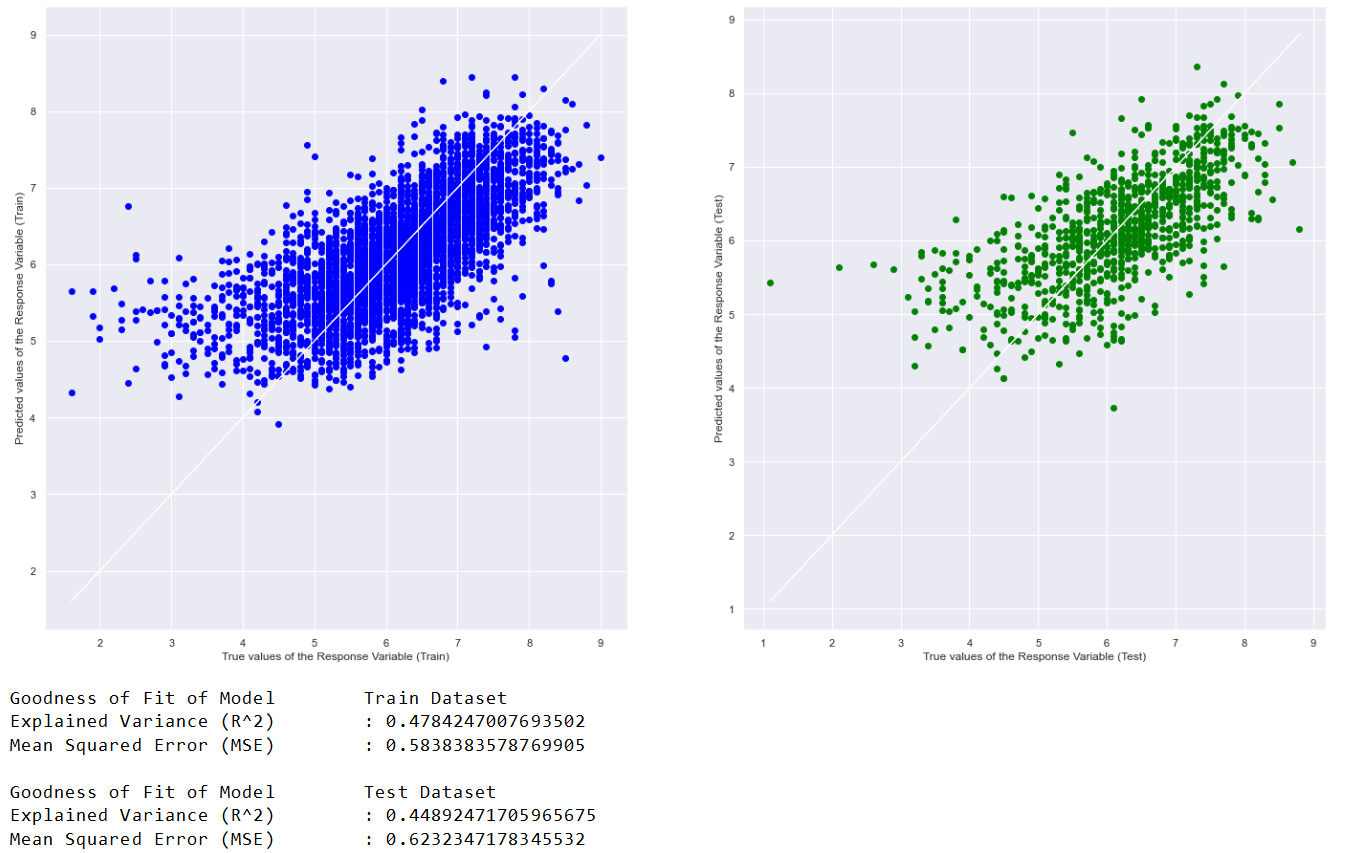 9
8
7
6
5
4
3
2
Predicted values of the Response Variable (Train)
2 3 4 5 6 7 8 9
True values of the Response Variable (Train)
9
8
7
6
5
4
3
2
1
Predicted values of the Response Variable (Test)
1 2 3 4 5 6 7 8 9
True values of the Response Variable (Test)
Goodness of Fit of Model Train Dataset
Explained Variance (R^2) : 0.4784247007693502
Mean Squared Error (MSE) : 0.5838383578769905
Goodness of Fit of Model Test Dataset
Explained Variance (R^2) : 0.44892471705965675
Mean Squared Error (MSE) : 0.6232347178345532